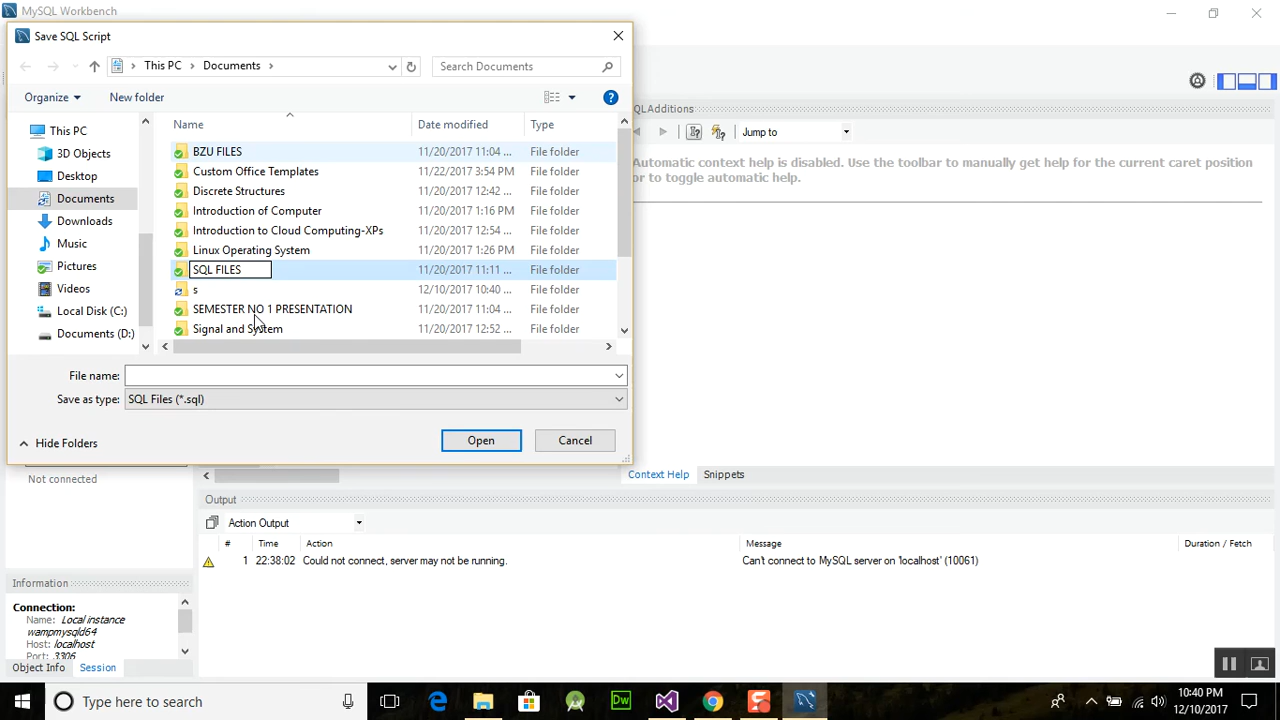 MySQL Workbench
Save SQL Script
This PC > Documents >
Search Documents
Organize
New folder
Name
Date modified
Type
This PC
3D Objects
Desktop
Documents
Downloads
Music
Pictures
Videos
Local Disk (C:)
Documents (D:)
BZU FILES 11/20/2017 11:04 ... File folder
Custom Office Templates 11/22/2017 3:54 PM File folder
Discrete Structures 11/20/2017 12:42 ... File folder
Introduction of Computer 11/20/2017 1:16 PM File folder
Introduction to Cloud Computing-XPs 11/20/2017 12:54 ... File folder
Linux Operating System 11/20/2017 1:26 PM File folder
SQL FILES 11/20/2017 11:11 ... File folder
s 12/10/2017 10:40 ... File folder
SEMESTER NO 1 PRESENTATION 11/20/2017 11:04 ... File folder
Signal and System 11/20/2017 12:52 ... File folder
File name:
Save as type: SQL Files (*.sql)
Hide Folders
Open
Cancel
SQL Additions
Jump to
Automatic context help is disabled. Use the toolbar to manually get help for the current caret position
or to toggle automatic help.
Not connected
Context Help
Snippets
Output
Action Output
# Time Action Message Duration / Fetch
1 22:38:02 Could not connect, server may not be running. Can't connect to MySQL server on 'localhost' (10061)
Information
Connection:
Name: Local instance
wampmysqld64
Host: localhost
Port: 3306
Object Info
Session
Type here to search
Dw
10:40 PM
12/10/2017